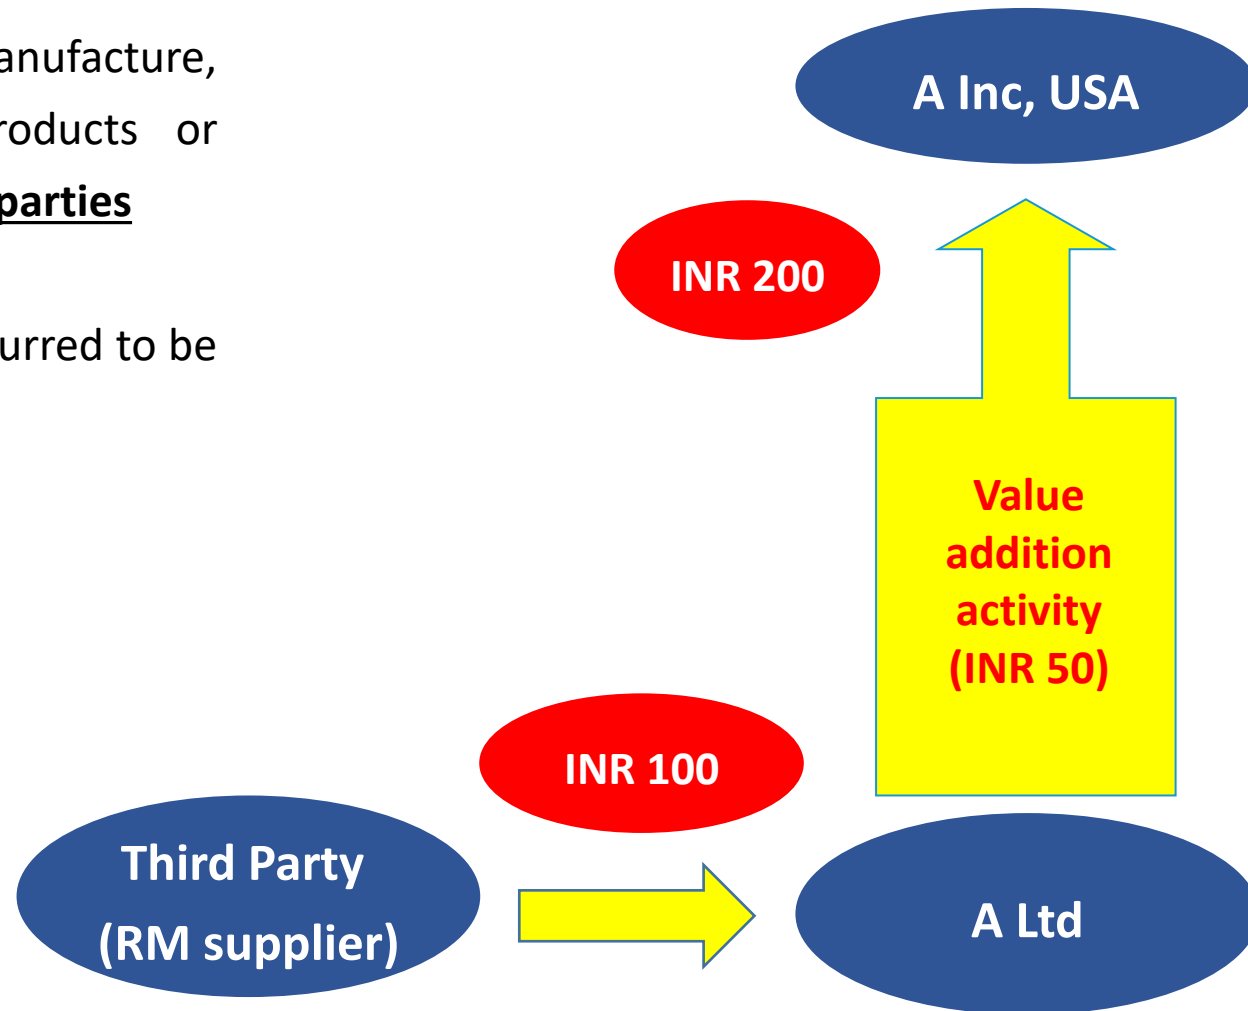 anufacture,
roducts or
parties
urred to be
A Inc, USA
INR 200
Value
addition
activity
(INR 50)
INR 100
Third Party
(RM supplier)
A Ltd